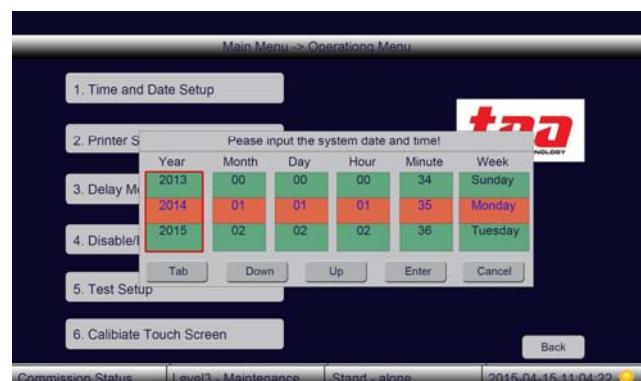 Main Menu -> Operationg Menu
1. Time and Date Setup
taa
NOLOGY
2. Printer S
Pease input the system date and time!
Year Month Day Hour Minute Week
2013 00 00 00 34 Sunday
3. Delay Mo
2014 01 01 01 35 Monday
2015 02 02 02 36 Tuesday
4. Disable/
Tab Down Up Enter Cancel
5. Test Setup
6. Calibiate Touch Screen
Back
Commission Status Level3 - Maintenance Stand - alone 2015-04-15 11:04:22